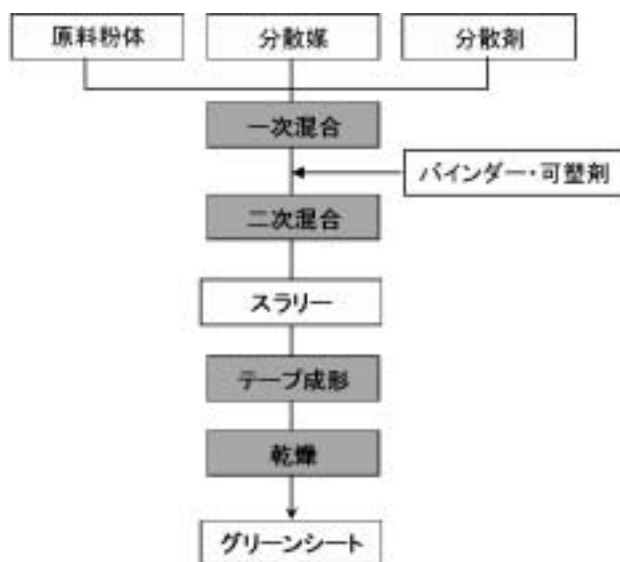 原料粉体
分散媒
分散剤
一次混合
バインダー・可塑剤
二次混合
スラリー
テープ成形
乾燥
グリーンシート